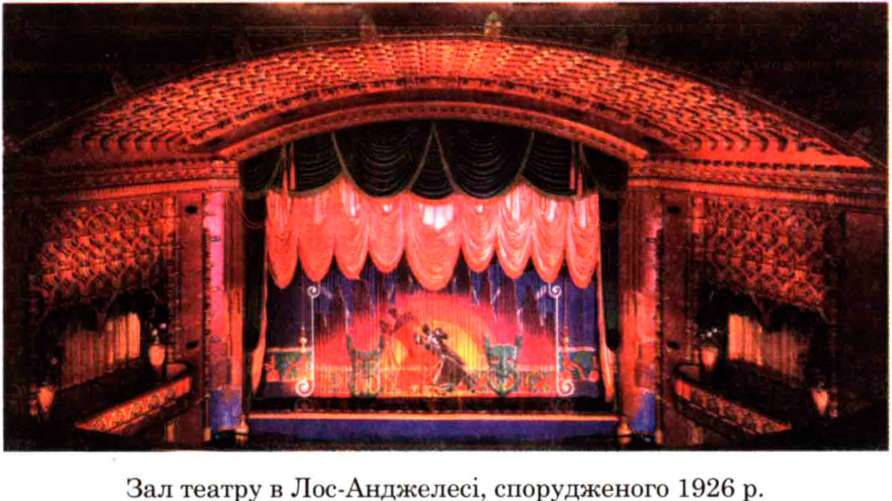 Зал театру в Лос-Анджелесі, спорудженого 1926 р.